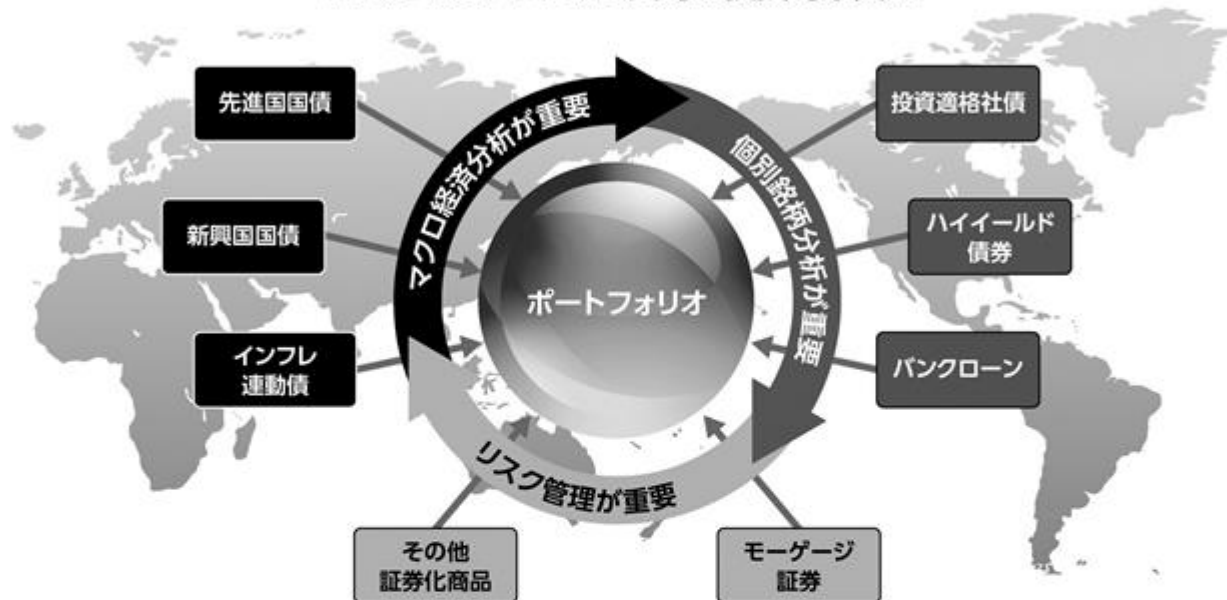 先進国国債
新興国国債
インフレ
連動債
マクロ経済分析が重要
個別銘柄分析が重要
ポートフォリオ
投資適格社債
ハイイールド
債券
バンクローン
リスク管理が重要
その他
証券化商品
モーゲージ
証券